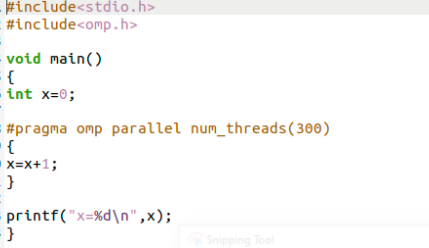 #include<stdio.h>
#include<omp.h>
void main()
{
int x=0;
#pragma omp parallel num_threads(300)
{
x=x+1;
}
printf("x=%d\n",x);
}
Snipping Tool